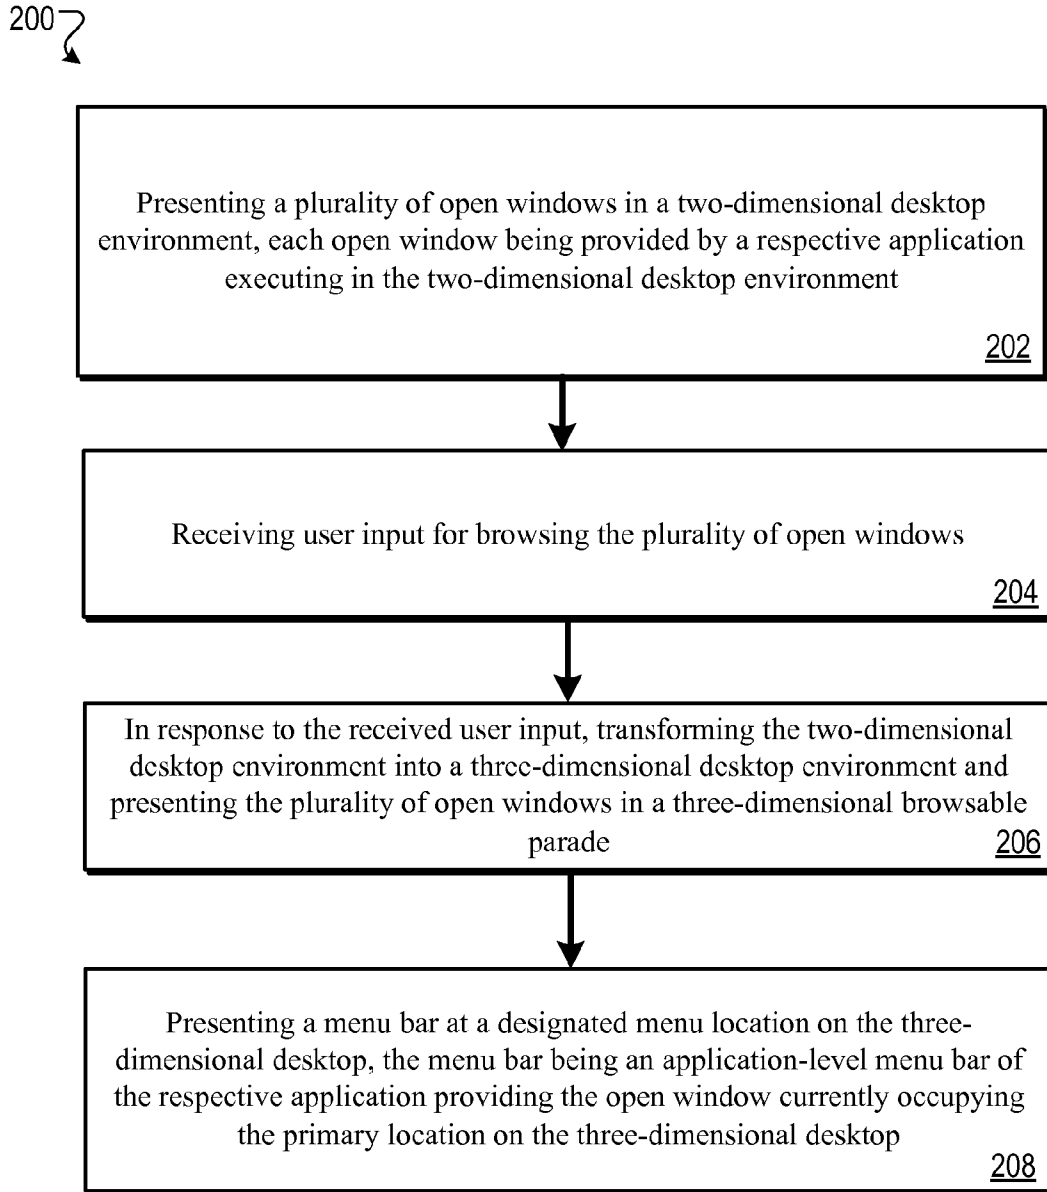 200
Presenting a plurality of open windows in a two-dimensional desktop
environment, each open window being provided by a respective application
executing in the two-dimensional desktop environment
202
Receiving user input for browsing the plurality of open windows
204
In response to the received user input, transforming the two-dimensional
desktop environment into a three-dimensional desktop environment and
presenting the plurality of open windows in a three-dimensional browsable
parade
206
Presenting a menu bar at a designated menu location on the three-
dimensional desktop, the menu bar being an application-level menu bar of
the respective application providing the open window currently occupying
the primary location on the three-dimensional desktop
208